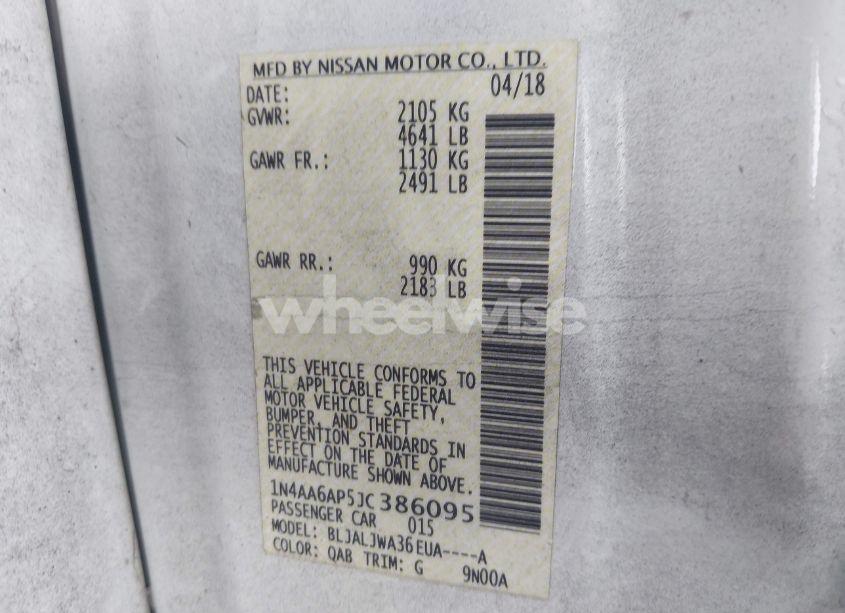 MFD BY NISSAN MOTOR CO., LTD.
DATE: 04/18
GVWR: 2105 KG
4641 LB
GAWR FR.: 1130 KG
2491 LB
GAWR RR.: 990 KG
2183 LB
wheelwise
THIS VEHICLE CONFORMS TO
ALL APPLICABLE FEDERAL
MOTOR VEHICLE SAFETY,
BUMPER, AND THEFT
PREVENTION STANDARDS IN
EFFECT ON THE DATE OF
MANUFACTURE SHOWN ABOVE.
1N4AA6AP5JC386095
PASSENGER CAR 015
MODEL: BLJALJWA36EUA----A
COLOR: QAB TRIM: G 9N00A